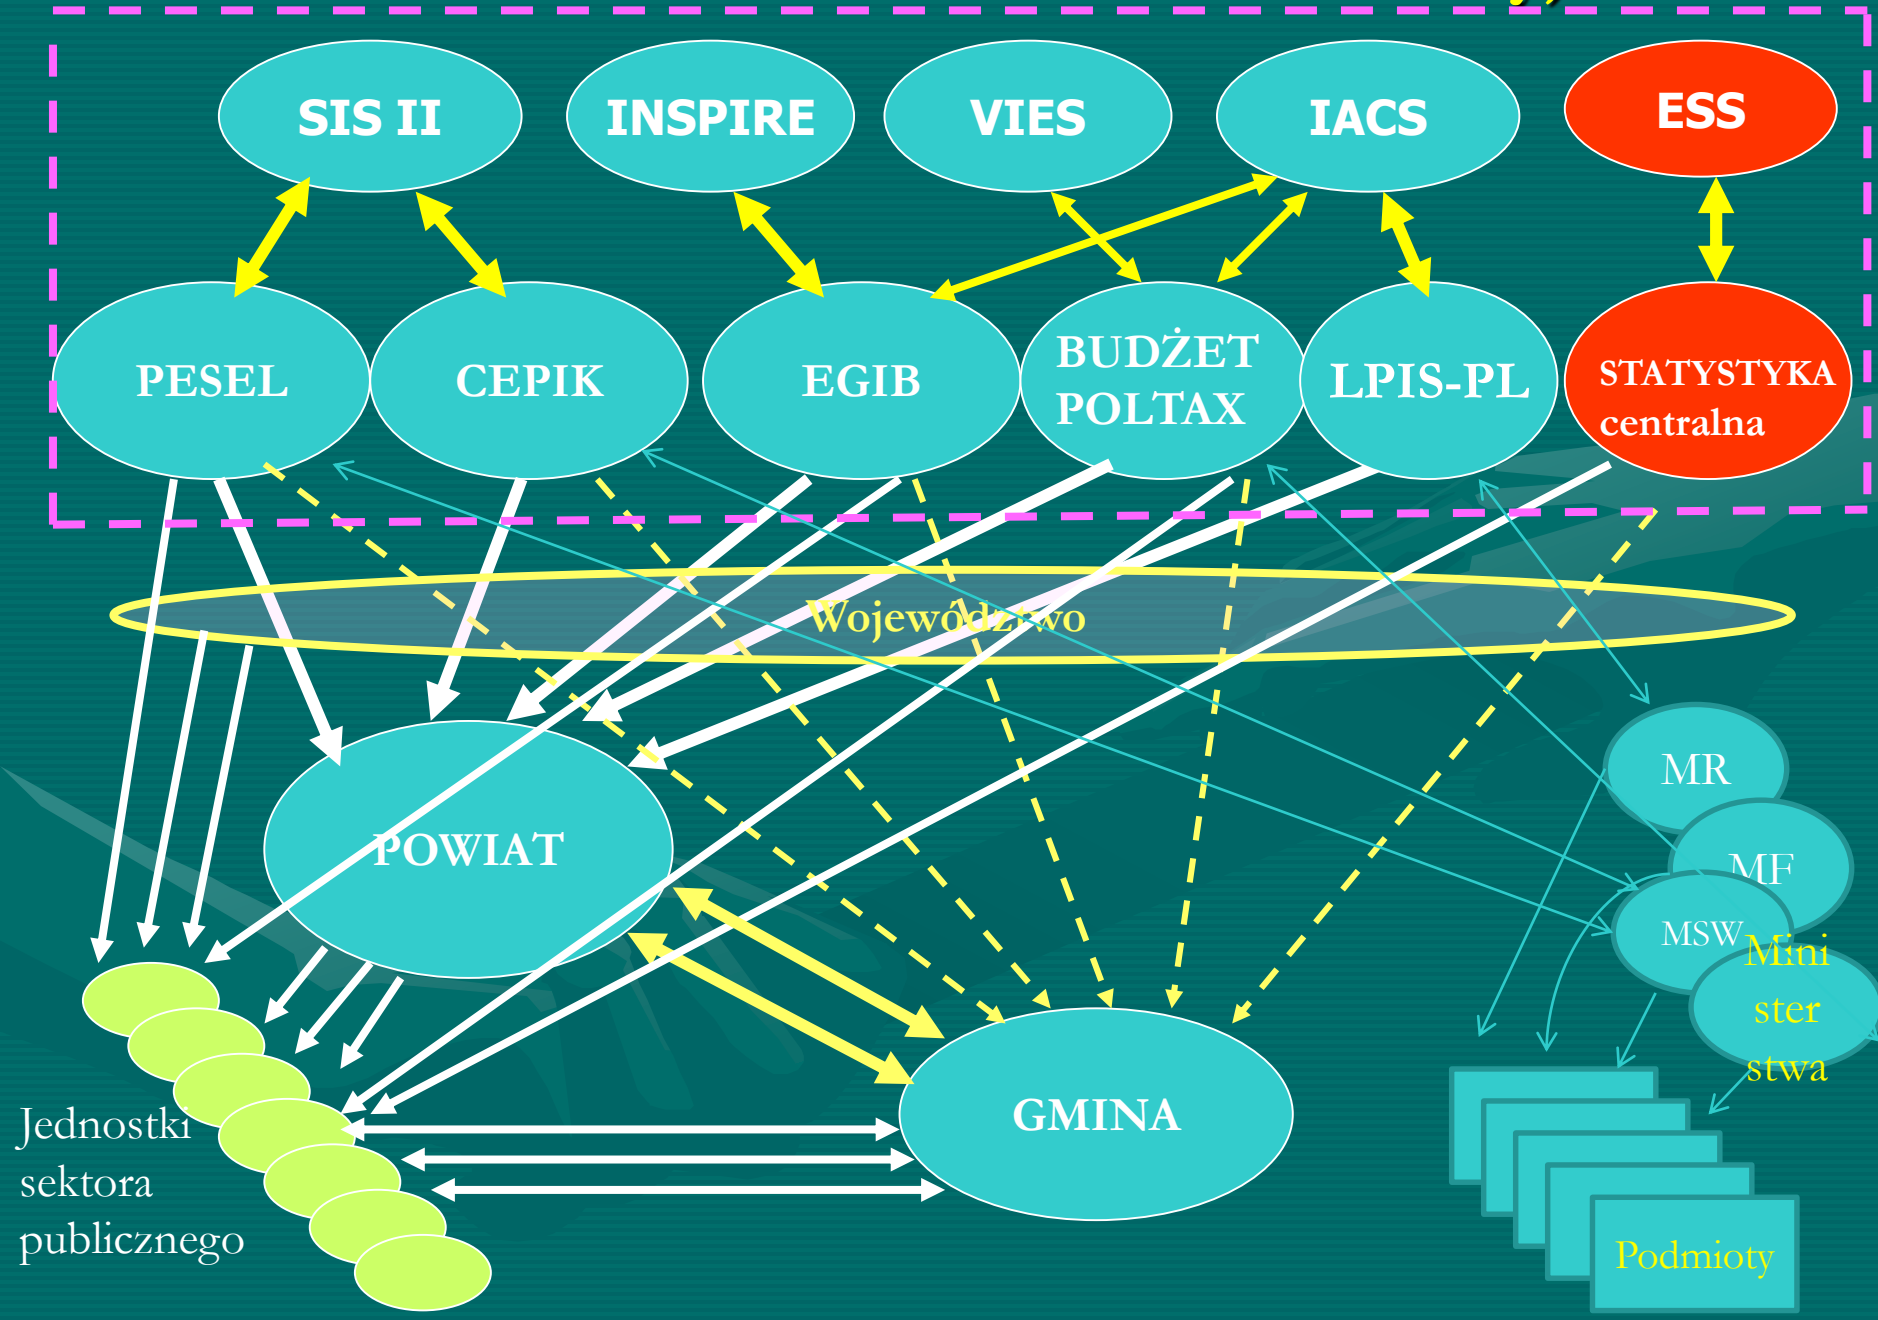 SIS II
INSPIRE
VIES
IACS
ESS
PESEL
CEPIK
EGIB
BUDŻET
POLTAX
LPIS-PL
STATYSTYKA
centralna
Województwo
POWIAT
MR
MF
MSW
Mini
ster
stwa
GMINA
Jednostki
sektora
publicznego
Podmioty